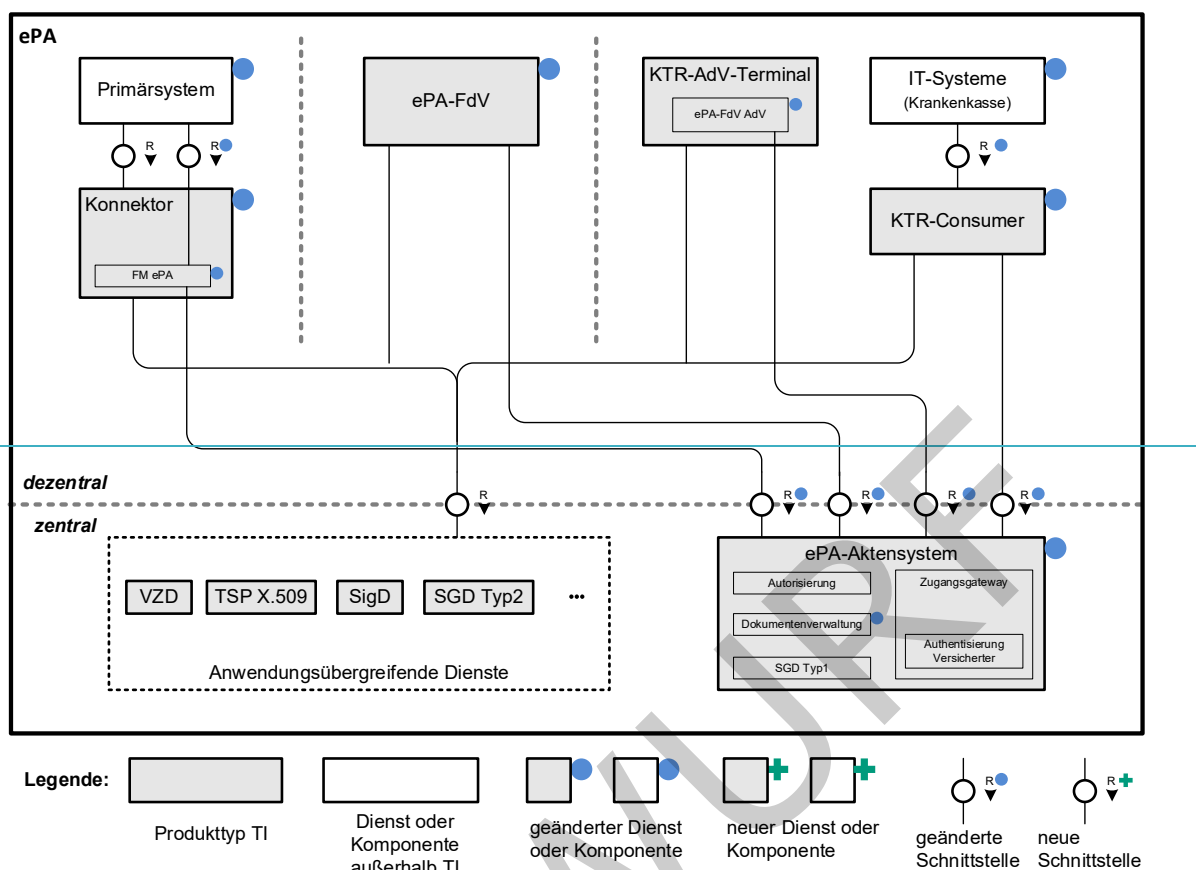 ePA
Primärsystem
ePA-FdV
KTR-AdV-Terminal
ePA-FdV AdV
IT-Systeme
(Krankenkasse)
R
R
R
Konnektor
FM ePA
KTR-Consumer
dezentral
zentral
R
R
R
R
R
VZD
TSP X.509
SigD
SGD Typ2
...
Anwendungsübergreifende Dienste
ePA-Aktensystem
Autorisierung
Dokumentenverwaltung
SGD Typ1
Zugangsgateway
Authentisierung
Versicherter
Legende:
Produkttyp TI
Dienst oder
Komponente
außerhalb TI
geänderter Dienst
oder Komponente
neuer Dienst oder
Komponente
R
geänderte
Schnittstelle
R
neue
Schnittstelle
WURF